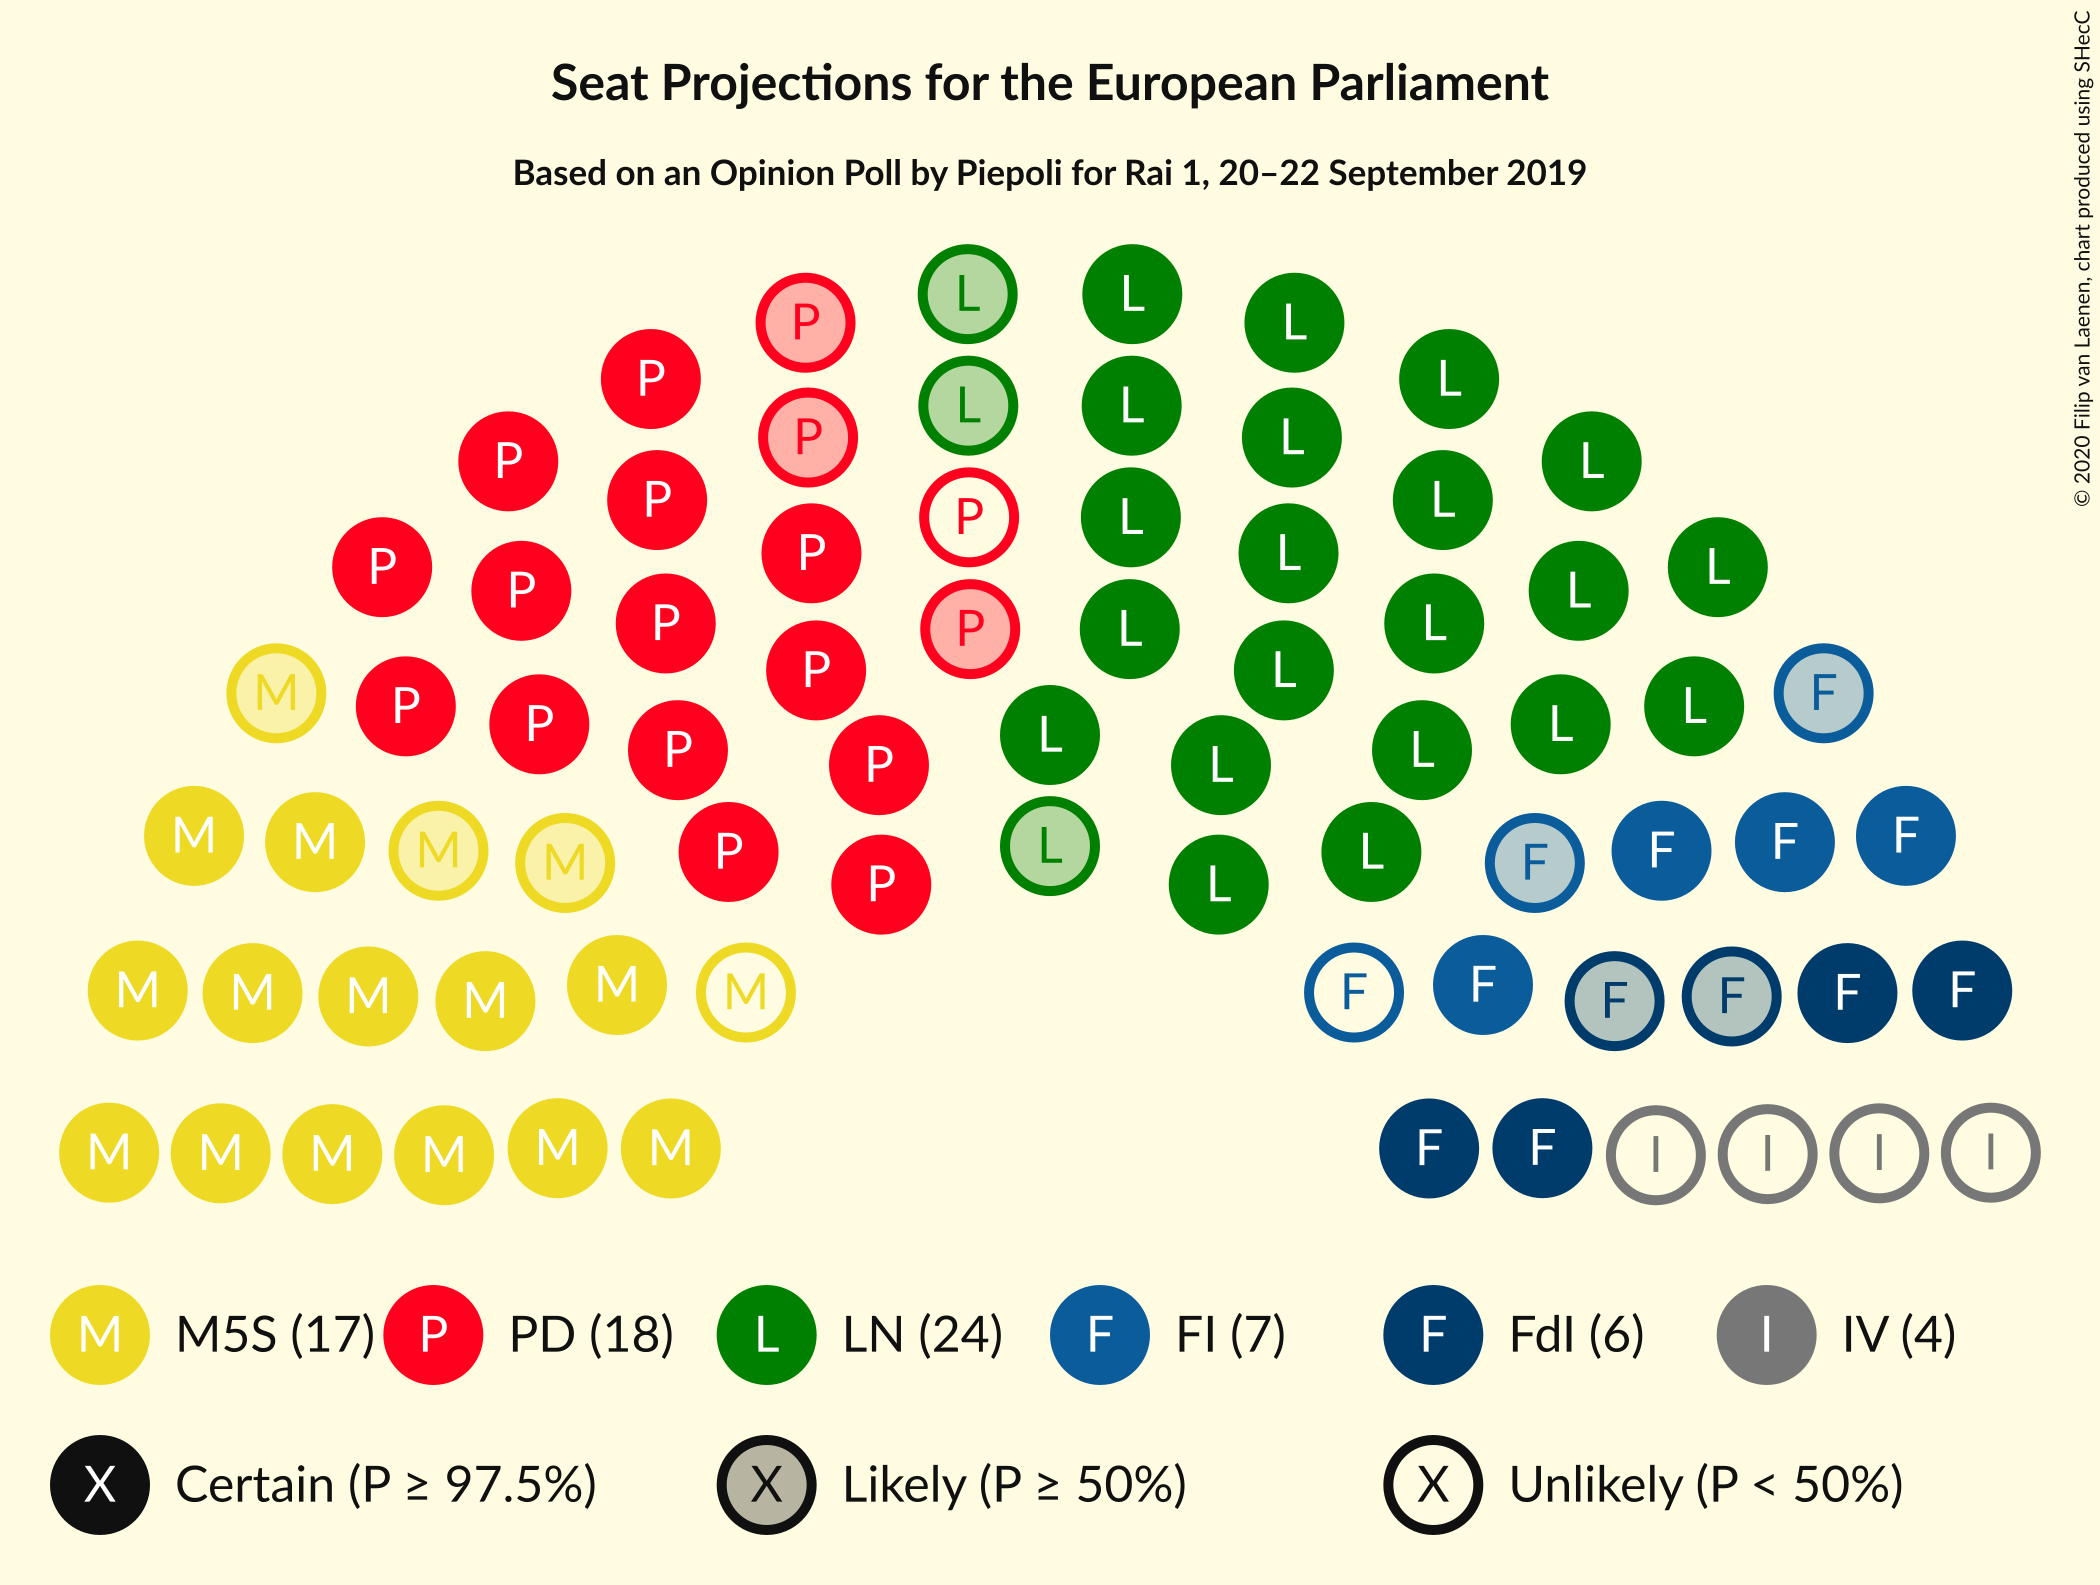 Seat Projections for the European Parliament
Based on an Opinion Poll by Piepoli for Rai 1, 20–22 September 2019
© 2020 Filip van Laenen, chart produced using SHecC
L L
P L
P L
L L
P L
P L
P P
L L
P L
P L
P P
P L
L L
M P
P P
P L
L L
L L
L F
M M M M
P P
L L
L F
F F F
M M M M M M
F F F F F F
M M M M M M
F F I I I I
M M5S (17) P PD (18) L LN (24) F FI (7) F FdI (6) I IV (4)
X Certain (P ≥ 97.5%) X Likely (P ≥ 50%) X Unlikely (P < 50%)